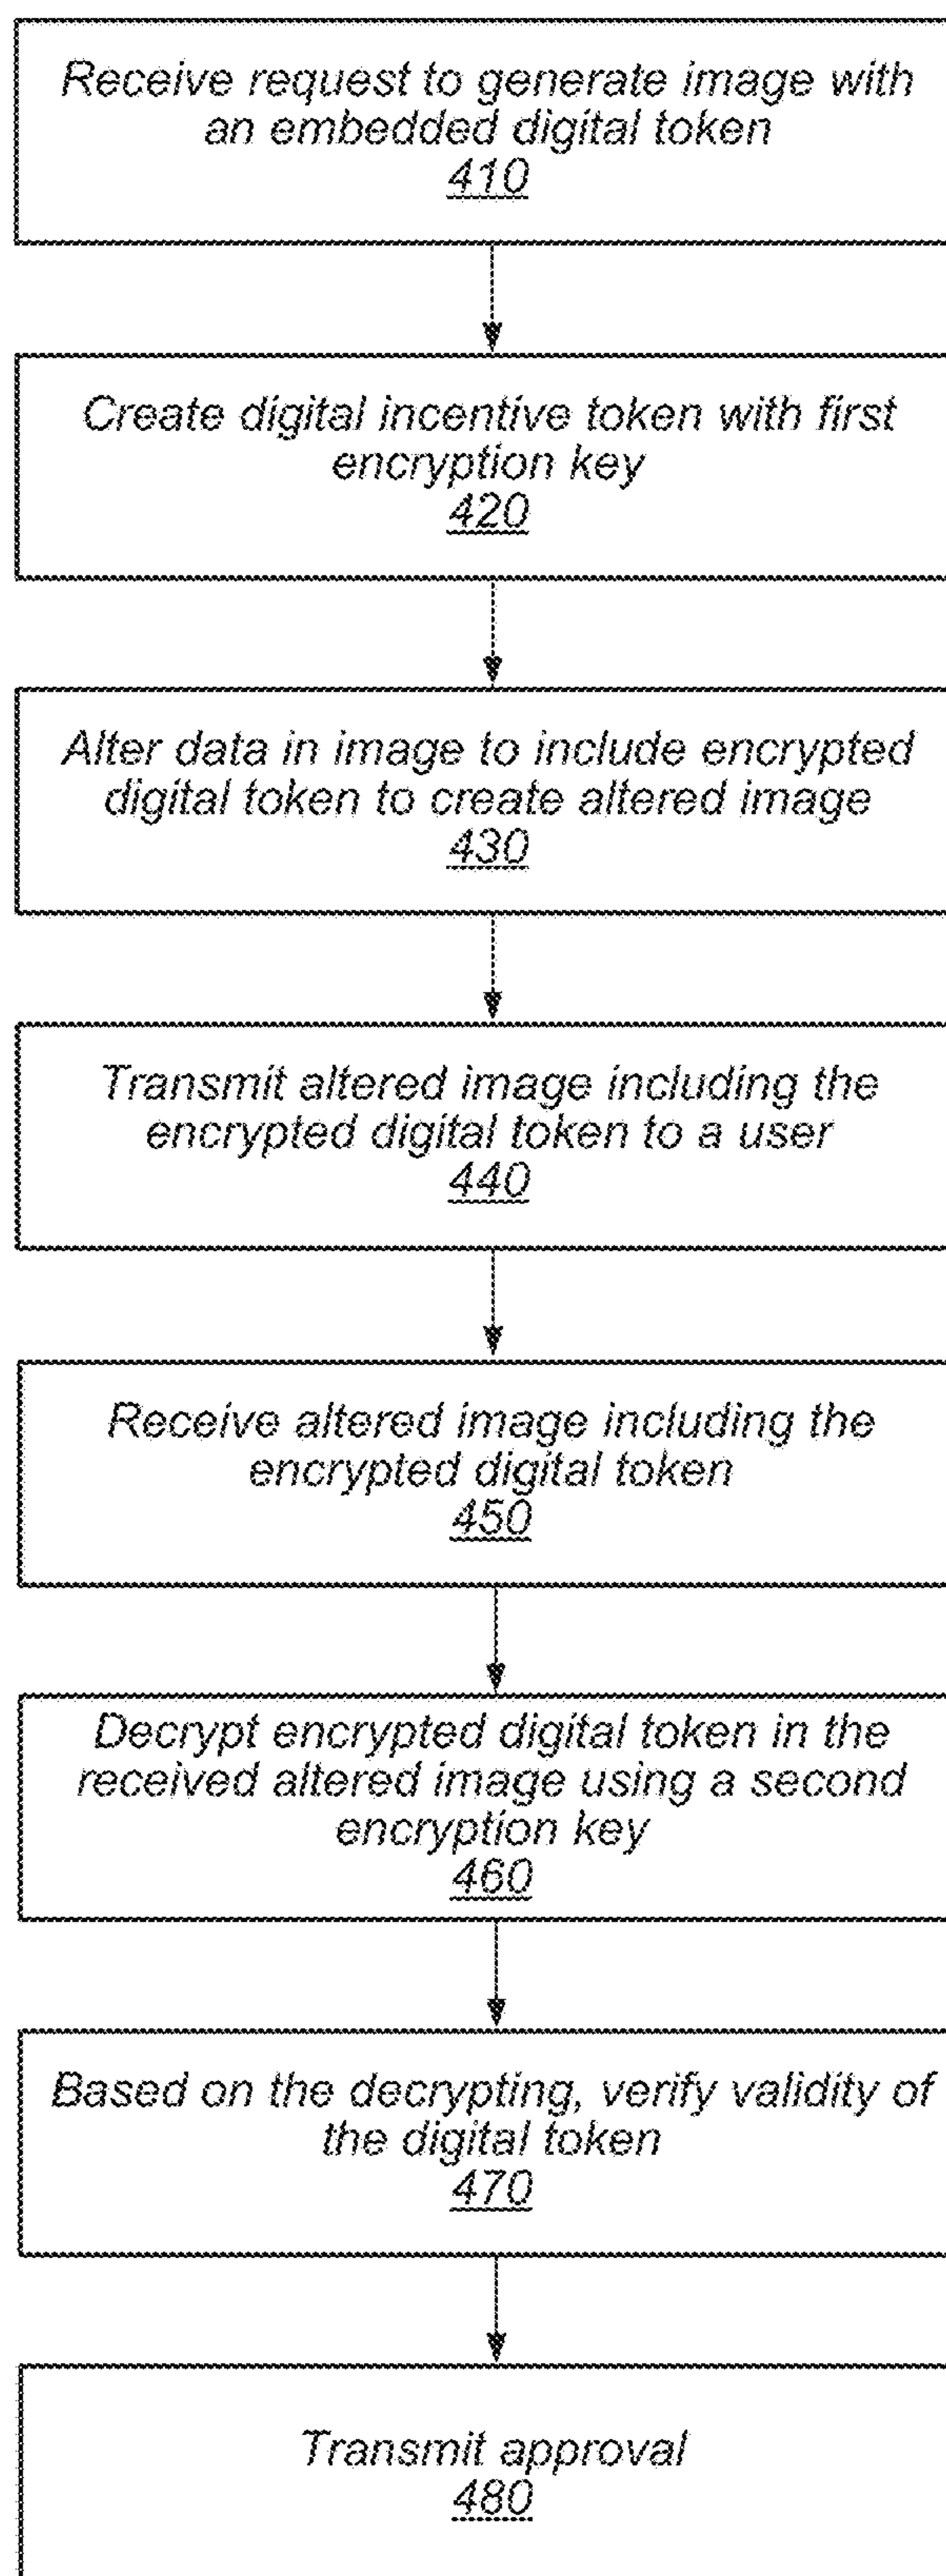 Receive request to generate image with
an embedded digital token
410
Create digital incentive token with first
encryption key
420
Alter data in image to include encrypted
digital token to create altered image
430
Transmit altered image including the
encrypted digital token to a user
440
Receive altered image including the
encrypted digital token
450
Decrypt encrypted digital token in the
received altered image using a second
encryption key
460
Based on the decrypting, verify validity of
the digital token
470
Transmit approval
480